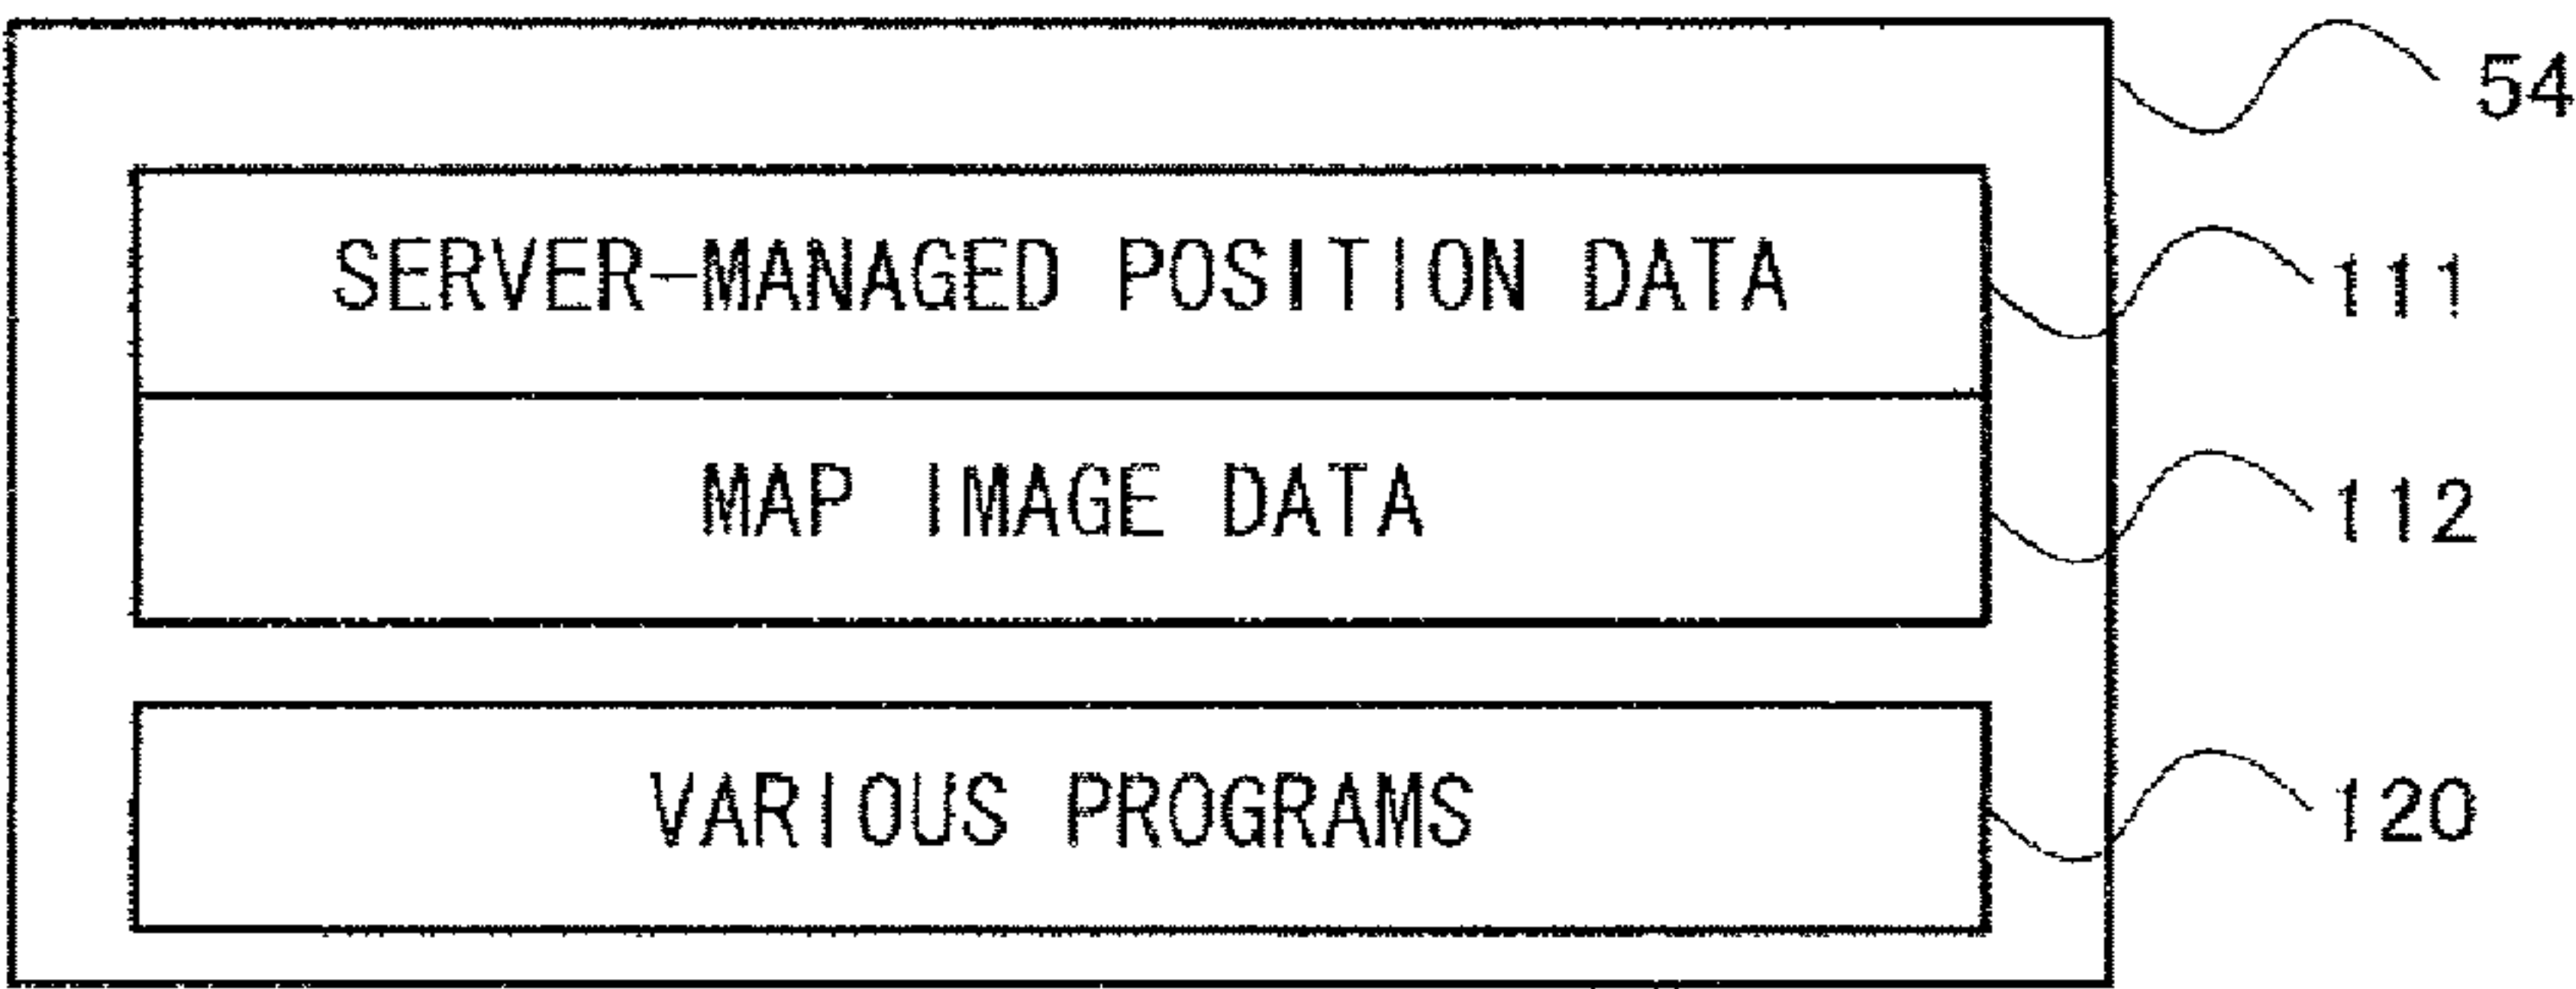 54
SERVER-MANAGED POSITION DATA 111
MAP IMAGE DATA 112
VARIOUS PROGRAMS 120